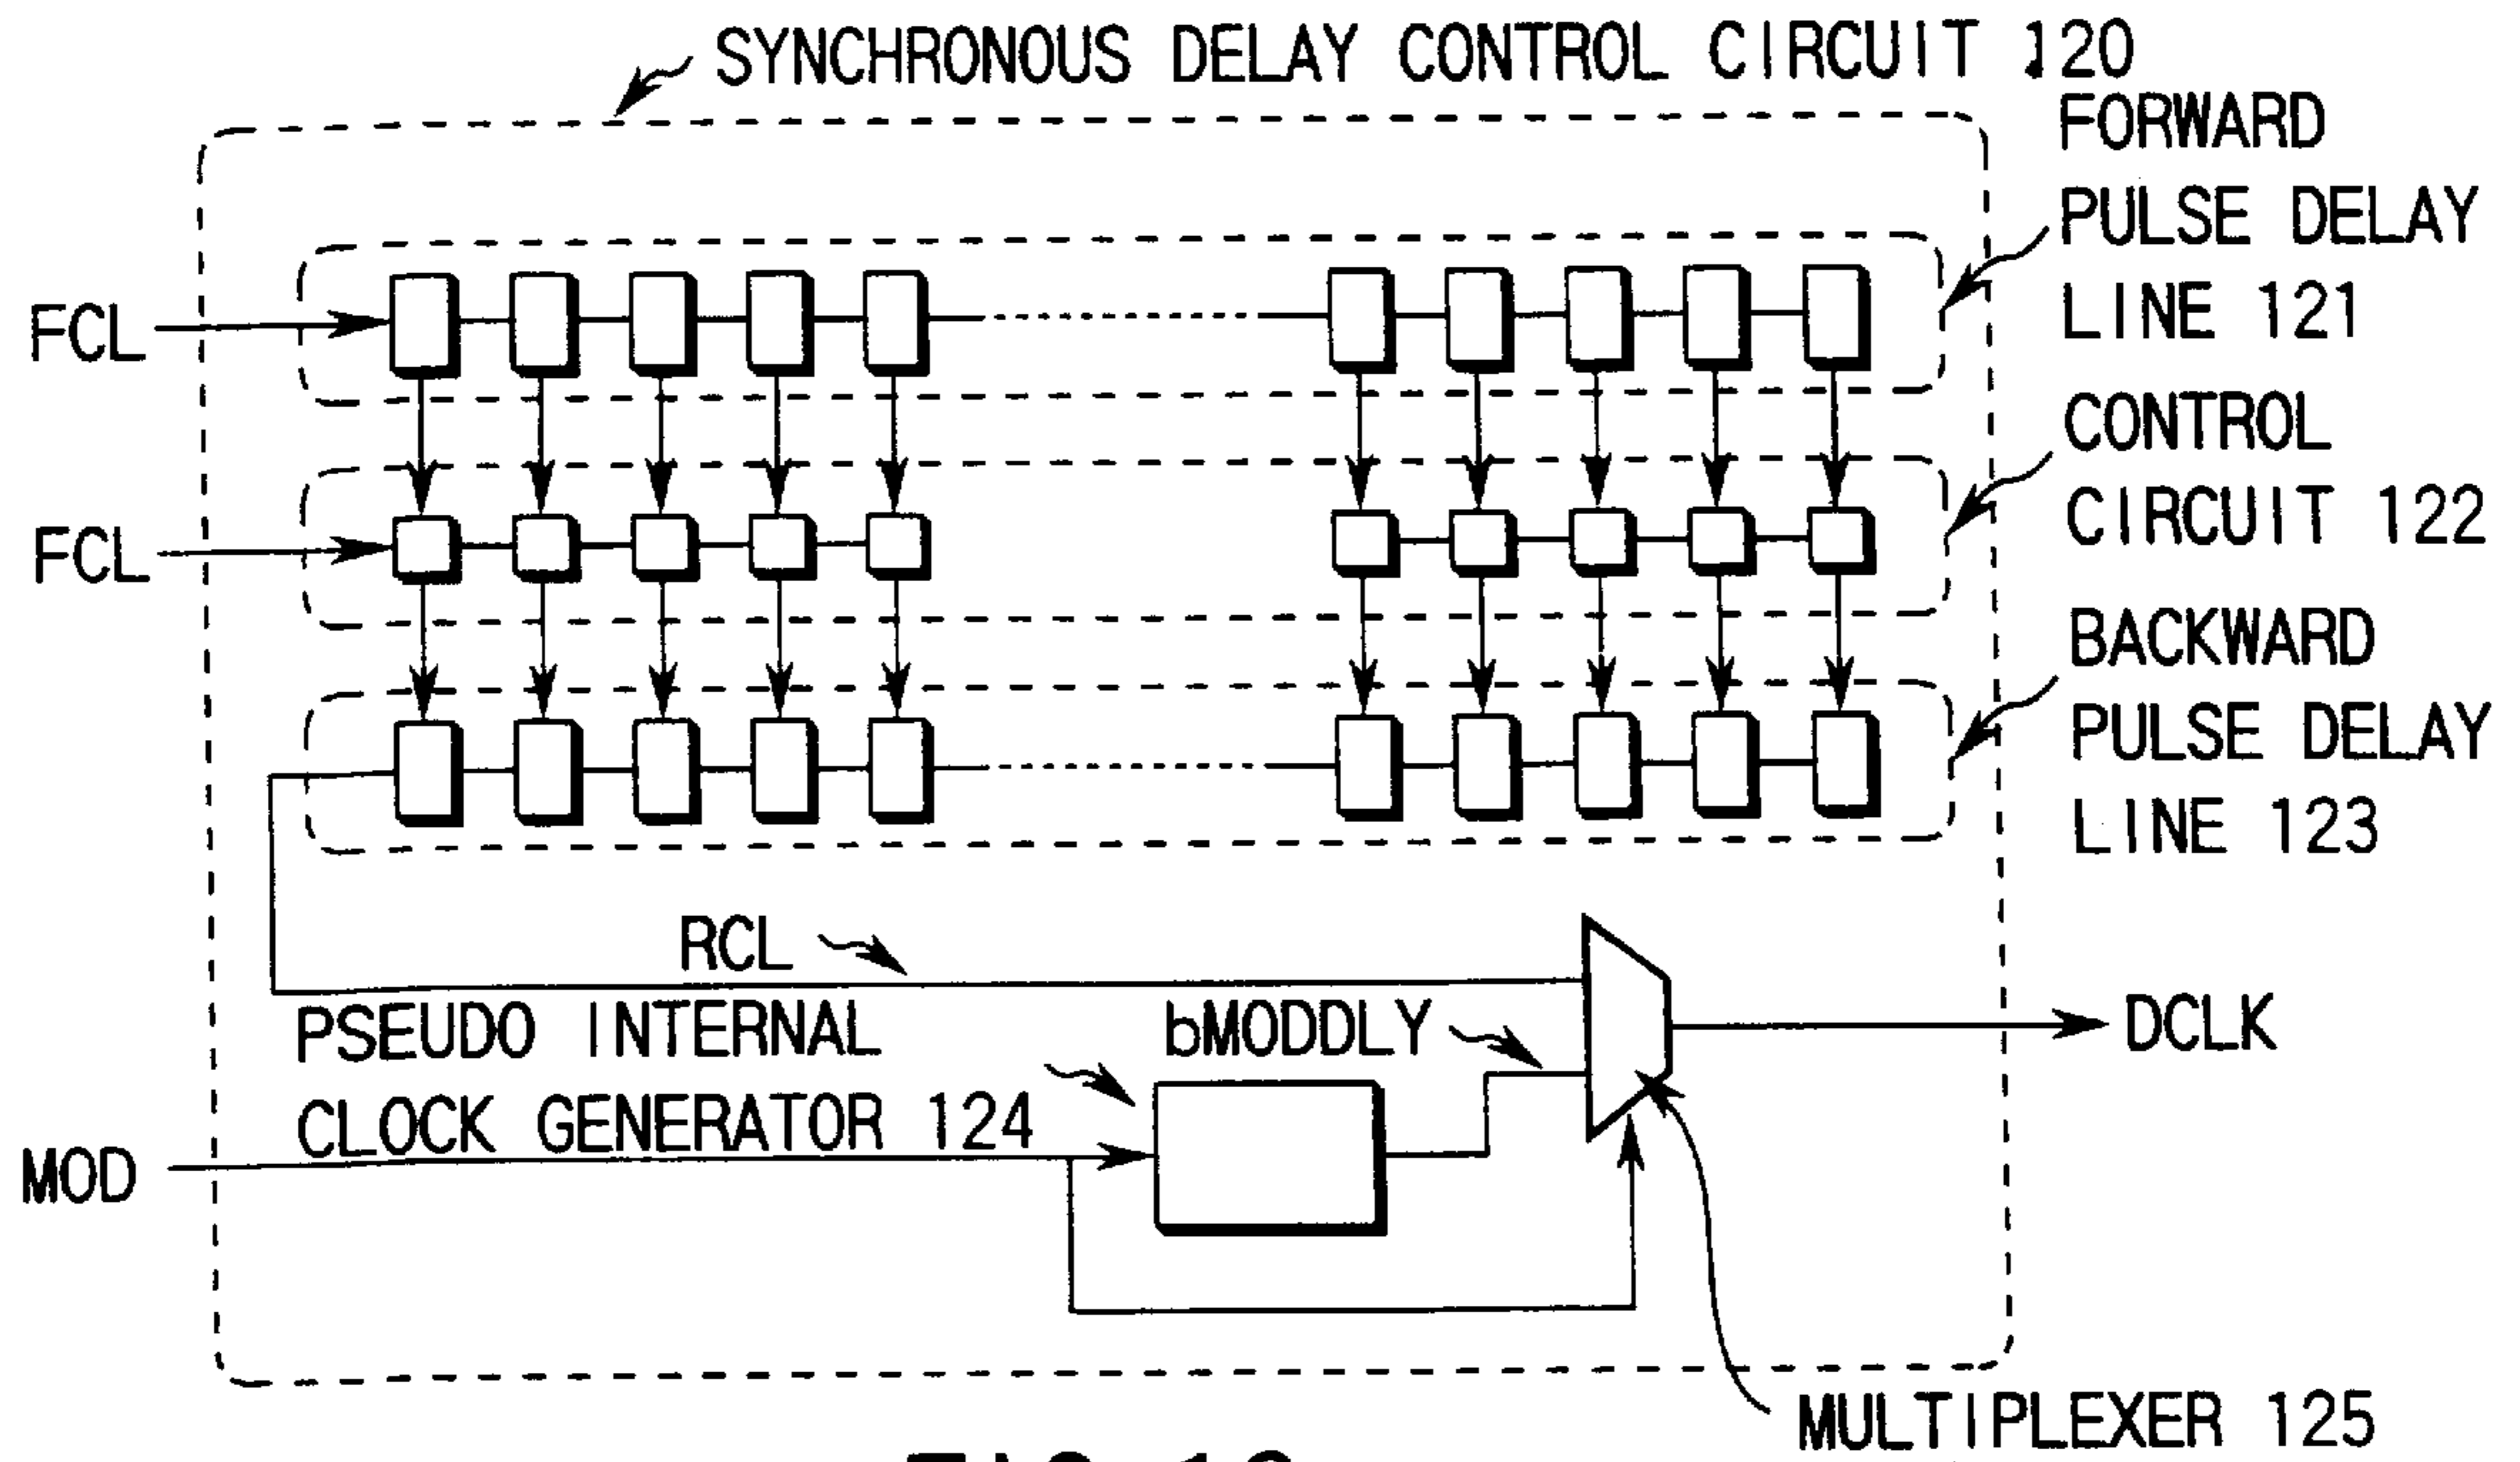 SYNCHRONOUS DELAY CONTROL CIRCUIT 120
FORWARD
PULSE DELAY
LINE 121
FCL
CONTROL
CIRCUIT 122
FCL
BACKWARD
PULSE DELAY
LINE 123
RCL
PSEUDO INTERNAL
CLOCK GENERATOR 124
bMODDLY
DCLK
MOD
MULTIPLEXER 125